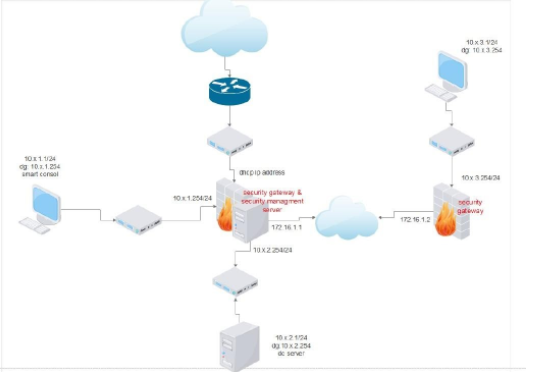 10.x.3.1/24
dg: 10.x.3.254
10.x.1.1/24
dg: 10.x.1.254
smart consol
dhcp ip address
10.x.1.254/24
security gateway &
security managment
server
172.16.1.1
10.x.2.254/24
10.x.3.254/24
security
gateway
172.16.1.2
10.x.2.1/24
dg:10.x.2.254
dc server